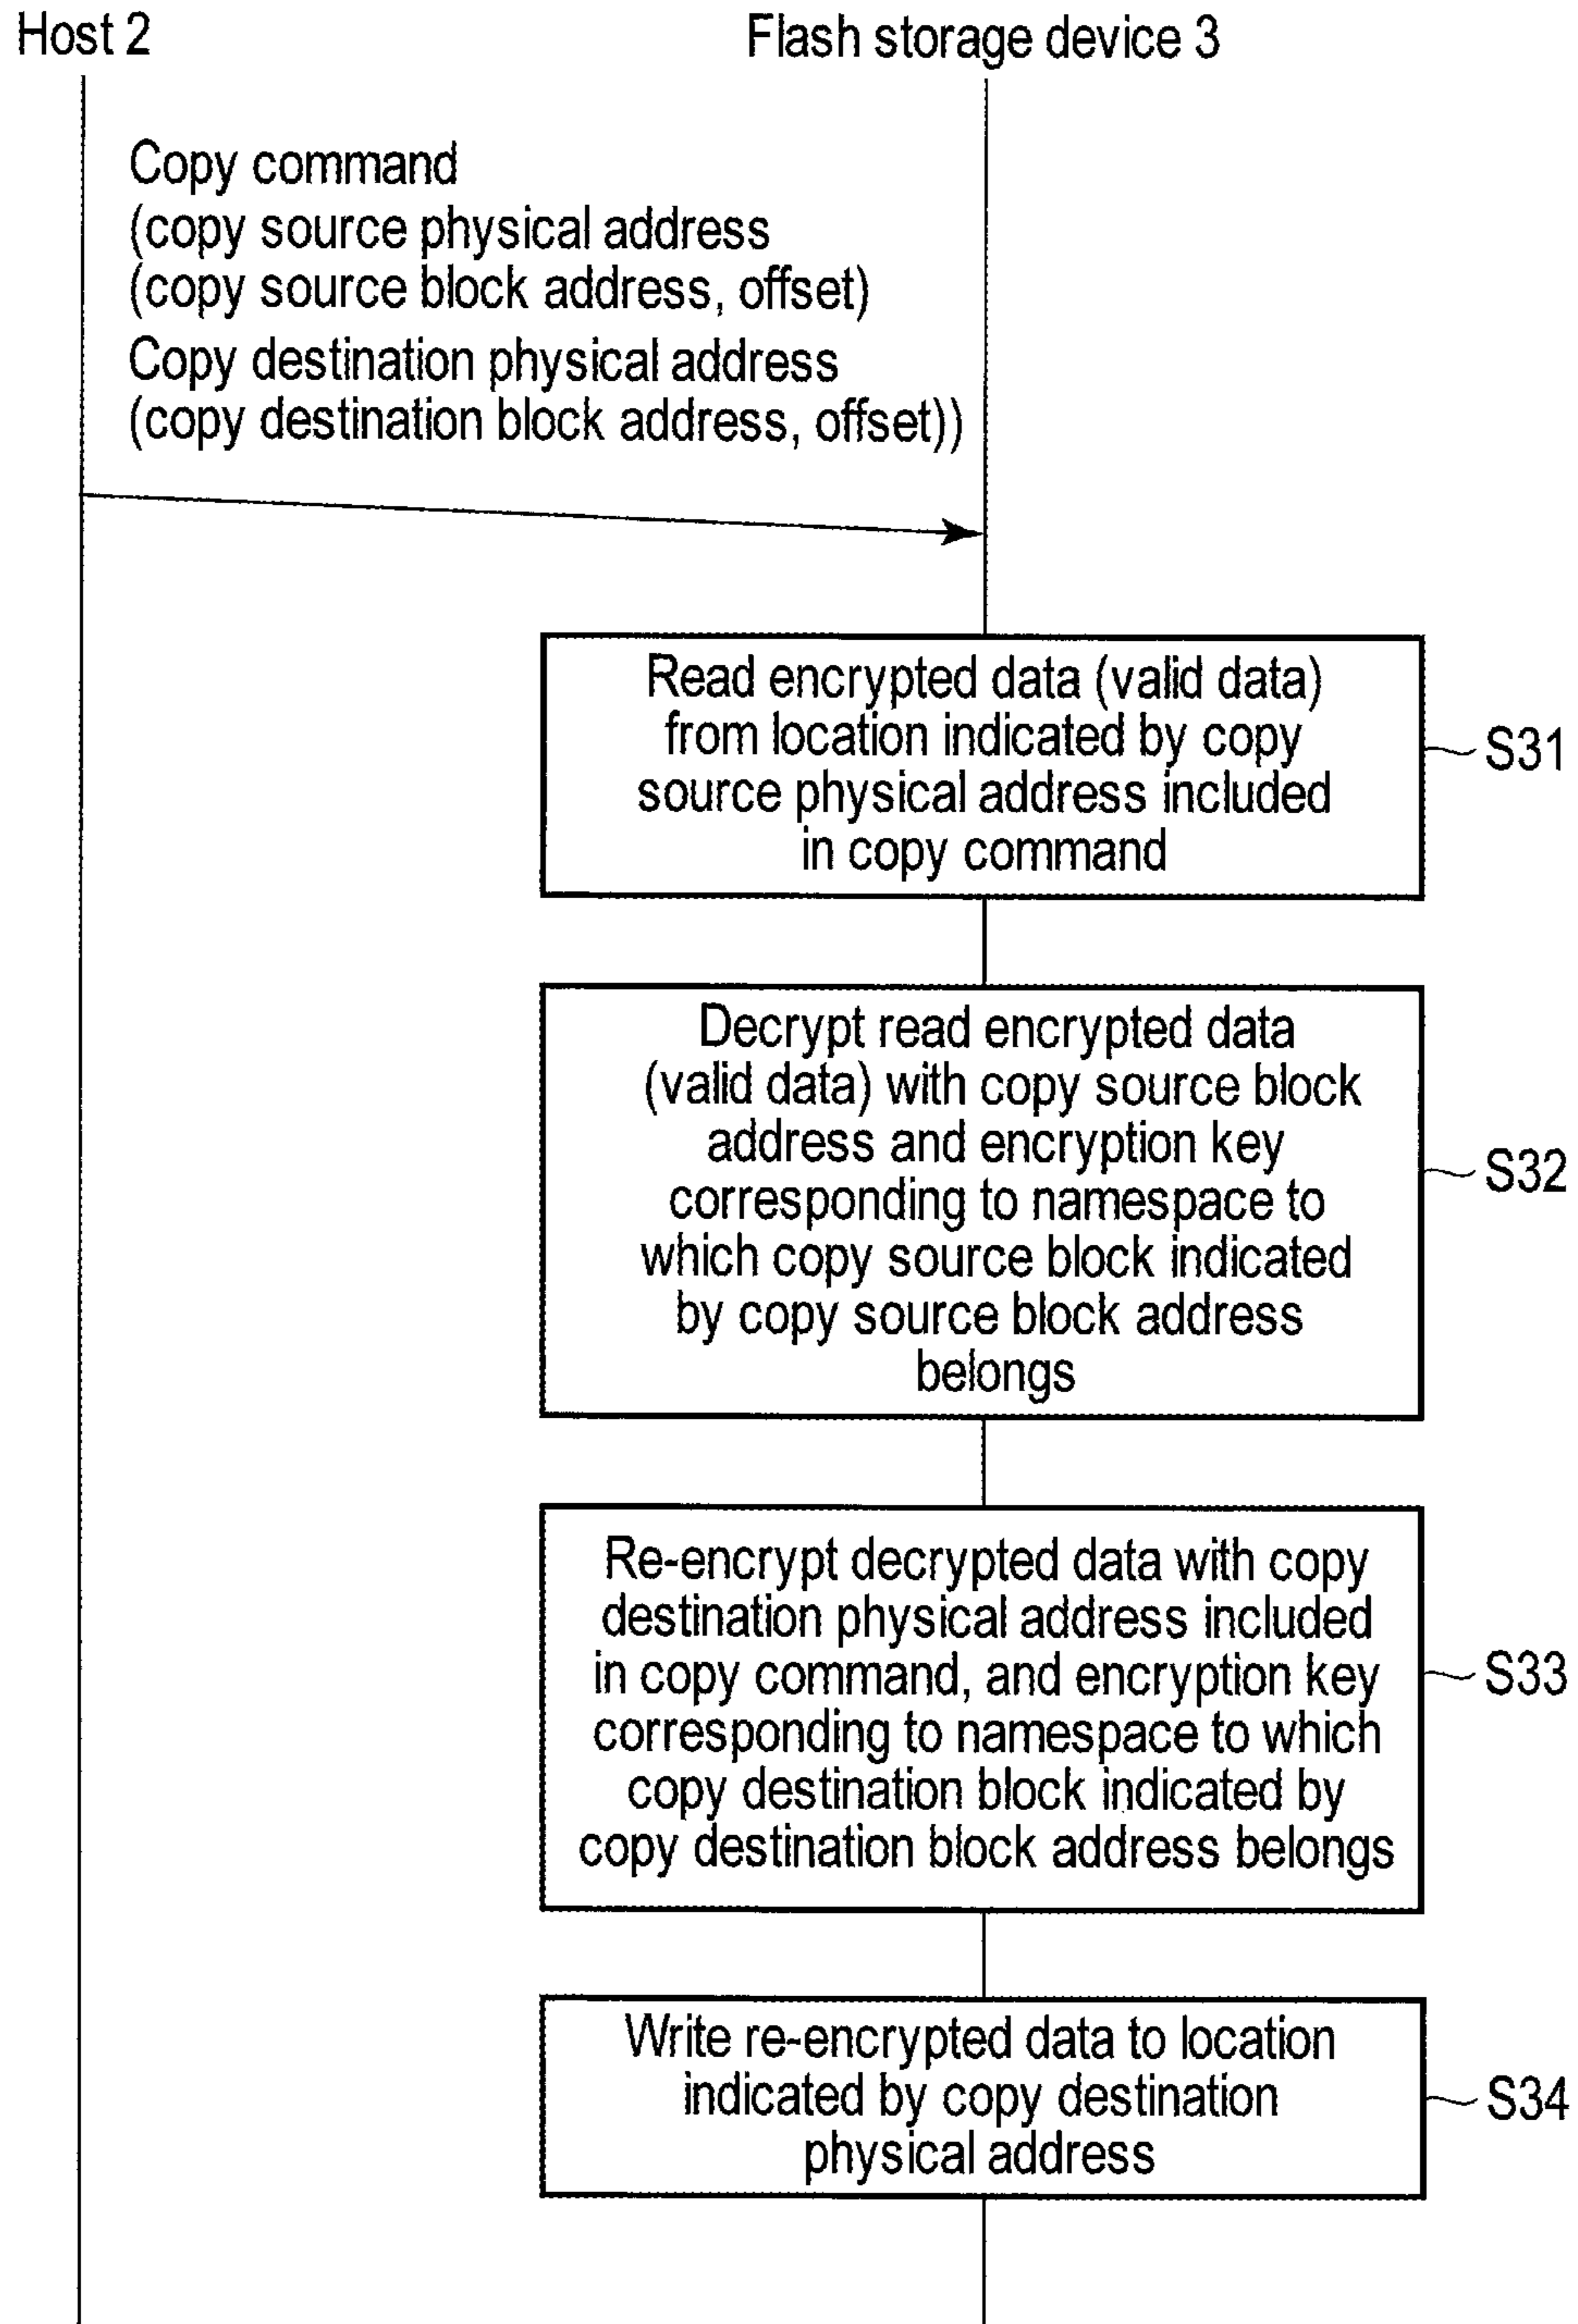 Host 2
Flash storage device 3
Copy command
(copy source physical address
(copy source block address, offset)
Copy destination physical address
(copy destination block address, offset))
Read encrypted data (valid data)
from location indicated by copy
source physical address included
in copy command
S31
Decrypt read encrypted data
(valid data) with copy source block
address and encryption key
corresponding to namespace to
which copy source block indicated
by copy source block address
belongs
S32
Re-encrypt decrypted data with copy
destination physical address included
in copy command, and encryption key
corresponding to namespace to which
copy destination block indicated by
copy destination block address belongs
S33
Write re-encrypted data to location
indicated by copy destination
physical address
S34